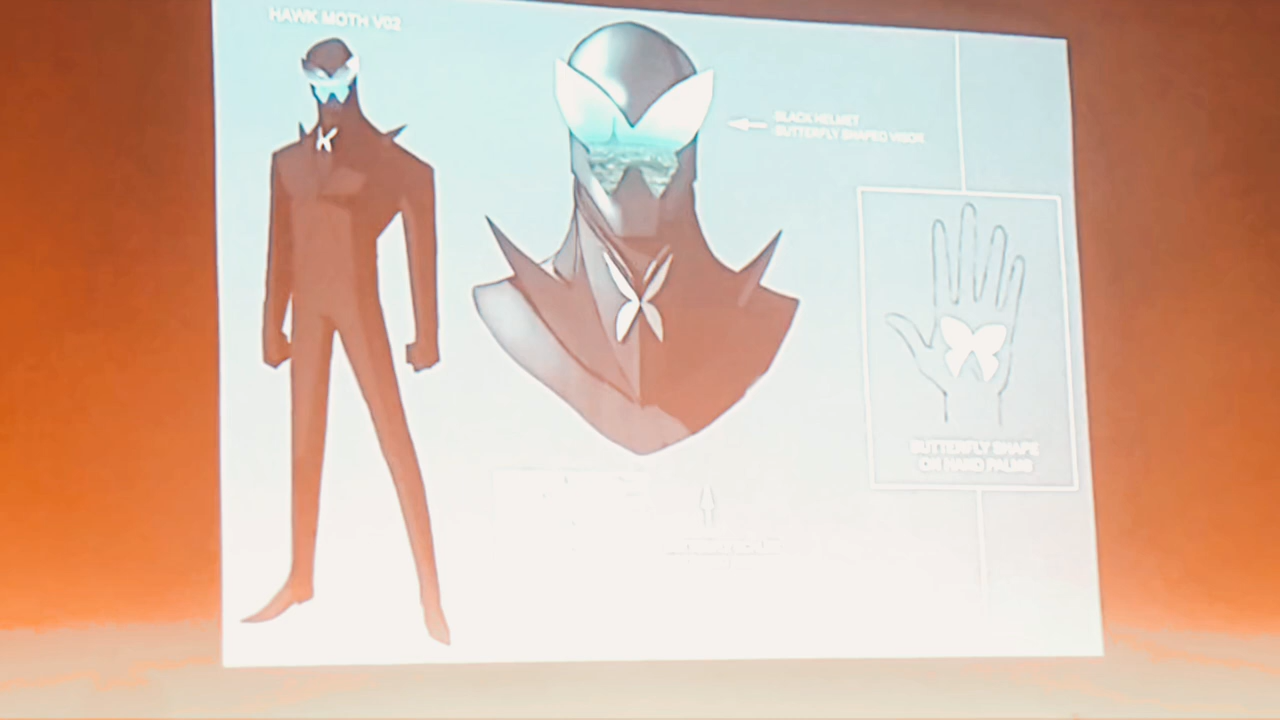 HAWK MOTH V02
BLACK HELMET
BUTTERFLY SHAPED VISOR
BUTTERFLY SHAPE
ON HAND PALMS